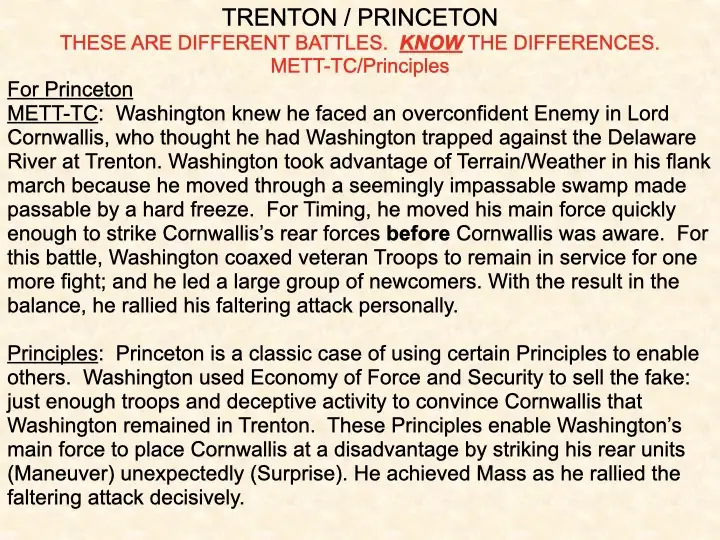 TRENTON / PRINCETON
THESE ARE DIFFERENT BATTLES. KNOW THE DIFFERENCES.
METT-TC/Principles
For Princeton
METT-TC: Washington knew he faced an overconfident Enemy in Lord
Cornwallis, who thought he had Washington trapped against the Delaware
River at Trenton. Washington took advantage of Terrain/Weather in his flank
march because he moved through a seemingly impassable swamp made
passable by a hard freeze. For Timing, he moved his main force quickly
enough to strike Cornwallis's rear forces before Cornwallis was aware. For
this battle, Washington coaxed veteran Troops to remain in service for one
more fight; and he led a large group of newcomers. With the result in the
balance, he rallied his faltering attack personally.
Principles: Princeton is a classic case of using certain Principles to enable
others. Washington used Economy of Force and Security to sell the fake:
just enough troops and deceptive activity to convince Cornwallis that
Washington remained in Trenton. These Principles enable Washington's
main force to place Cornwallis at a disadvantage by striking his rear units
(Maneuver) unexpectedly (Surprise). He achieved Mass as he rallied the
faltering attack decisively.